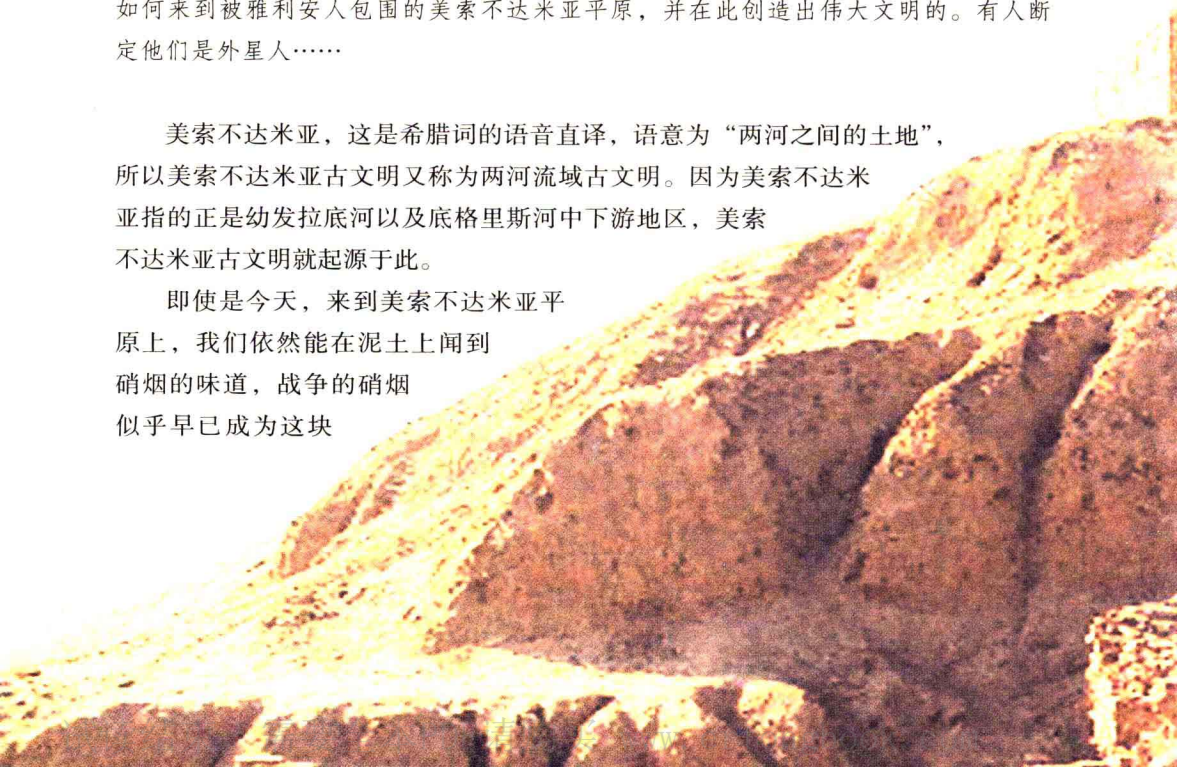 如何来到被雅利安人包围的美索不达米亚平原，并在此创造出伟大文明的。有人断
定他们是外星人……
美索不达米亚，这是希腊词的语音直译，语意为“两河之间的土地”，
所以美索不达米亚古文明又称为两河流域古文明。因为美索不达米
亚指的正是幼发拉底河以及底格里斯河中下游地区，美索
不达米亚古文明就起源于此。
即使是今天，来到美索不达米亚平
原上，我们依然能在泥土上闻到
硝烟的味道，战争的硝烟
似乎早已成为这块